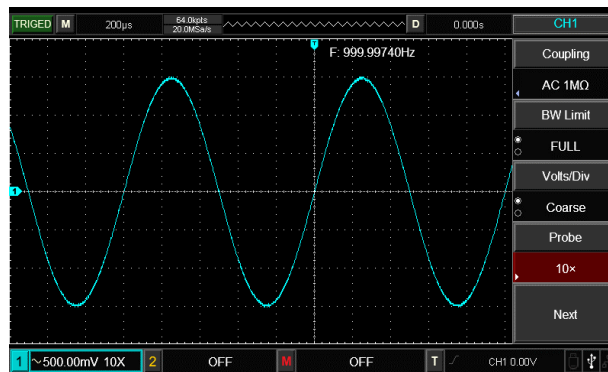 TRIGED M 200μs 64.0kpts D 0.000s CH1
20.0MSa/s
T
F: 999.99740Hz
Coupling
AC 1MΩ
BW Limit
FULL
Volts/Div
1
Coarse
Probe
10×
Next
1 ~500.00mV 10X 2 OFF M OFF T CH1 0.00V